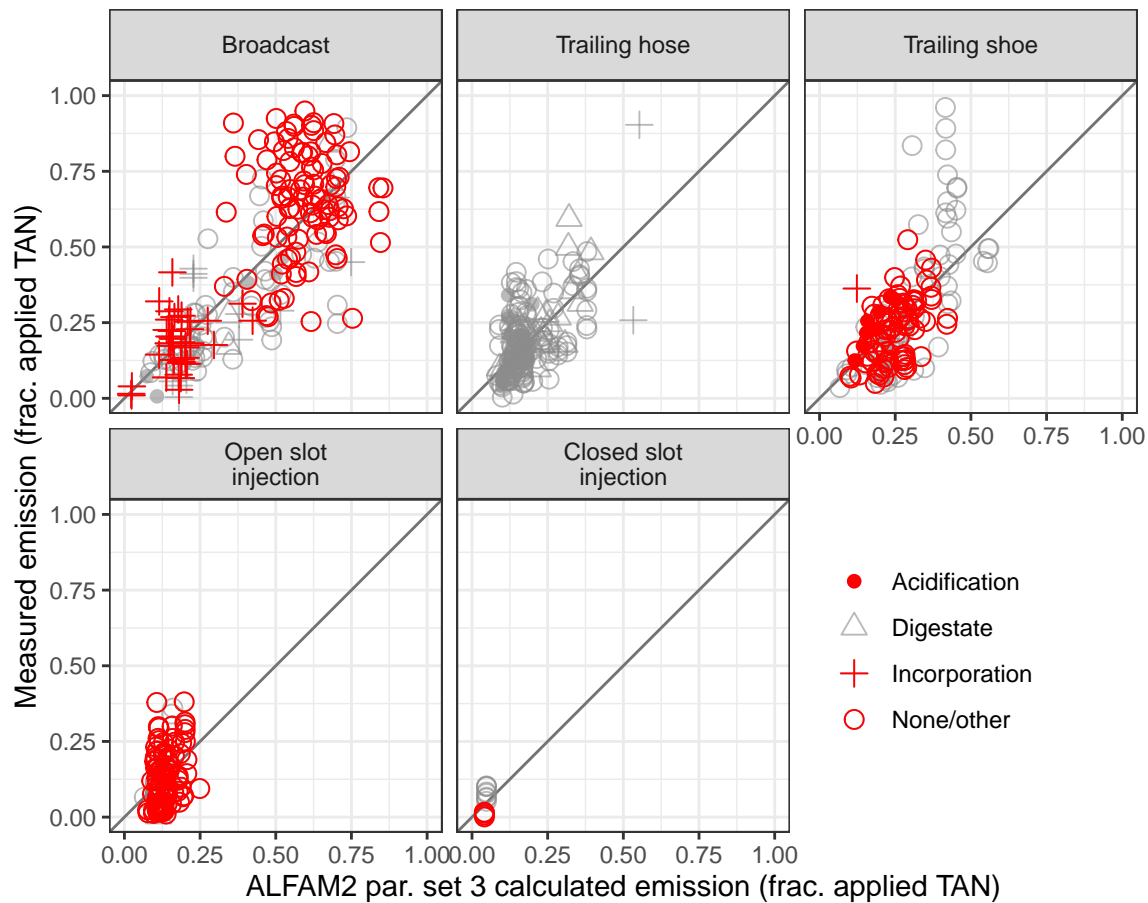 Broadcast
Trailing hose
Trailing shoe
1.00
0.75
0.50
0.25
0.00
0.00 0.25 0.50 0.75 1.00
Open slot
injection
Closed slot
injection
1.00
0.75
0.50
0.25
0.00
0.00 0.25 0.50 0.75 1.00
0.00 0.25 0.50 0.75 1.00
Measured emission (frac. applied TAN)
ALFAM2 par. set 3 calculated emission (frac. applied TAN)
Acidification
Digestate
Incorporation
None/other